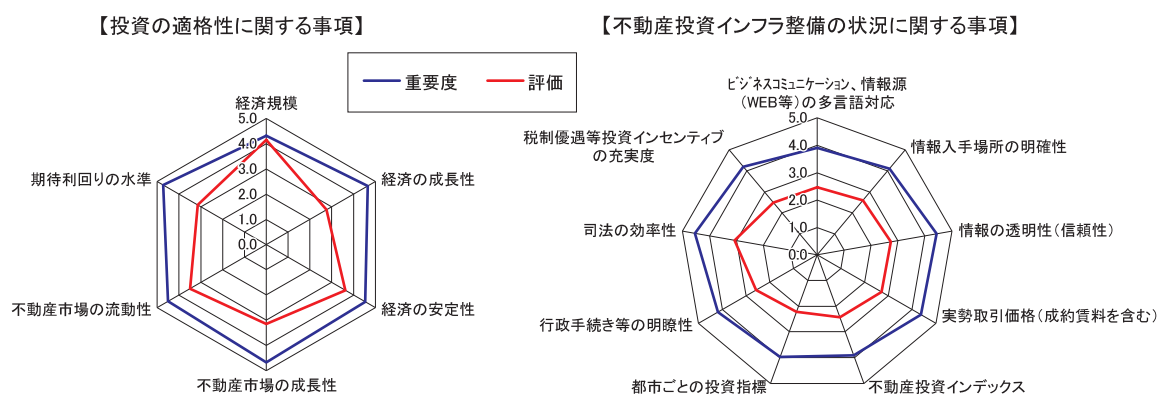 【投資の適格性に関する事項】
【不動産投資インフラ整備の状況に関する事項】
重要度
評価
経済規模
5.0
4.0
3.0
2.0
1.0
0.0
経済の成長性
経済の安定性
不動産市場の成長性
不動産市場の流動性
期待利回りの水準
ﾋﾞｼﾞﾈｽｺﾐｭﾆｹｰｼｮﾝ、情報源
（WEB等）の多言語対応
5.0
4.0
3.0
2.0
1.0
0.0
情報入手場所の明確性
情報の透明性（信頼性）
実勢取引価格（成約賃料を含む）
不動産投資インデックス
都市ごとの投資指標
行政手続き等の明瞭性
司法の効率性
税制優遇等投資インセンティブ
の充実度